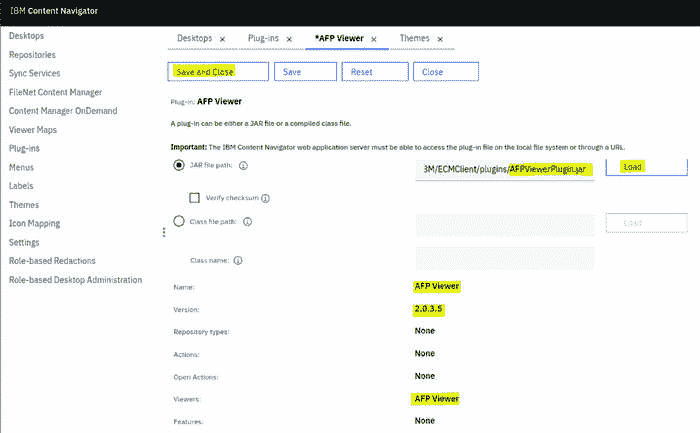 IBM Content Navigator
Desktops
Repositories
Sync Services
FileNet Content Manager
Content Manager OnDemand
Viewer Maps
Plug-ins
Menus
Labels
Themes
Icon Mapping
Settings
Role-based Redactions
Role-based Desktop Administration
Desktops × Plug-ins × *AFP Viewer × Themes ×
Save and Close Save Reset Close
Plug-in: AFP Viewer
A plug-in can be either a JAR file or a compiled class file.
Important: The IBM Content Navigator web application server must be able to access the plug-in file on the local file system or through a URL.
JAR file path: 3M/ECMClient/plugins/AFPViewerPlugin.jar Load
Verify checksum
Class file path: Load
Class name:
Name: AFP Viewer
Version: 2.0.3.5
Repository types: None
Actions: None
Open Actions: None
Viewers: AFP Viewer
Features: None